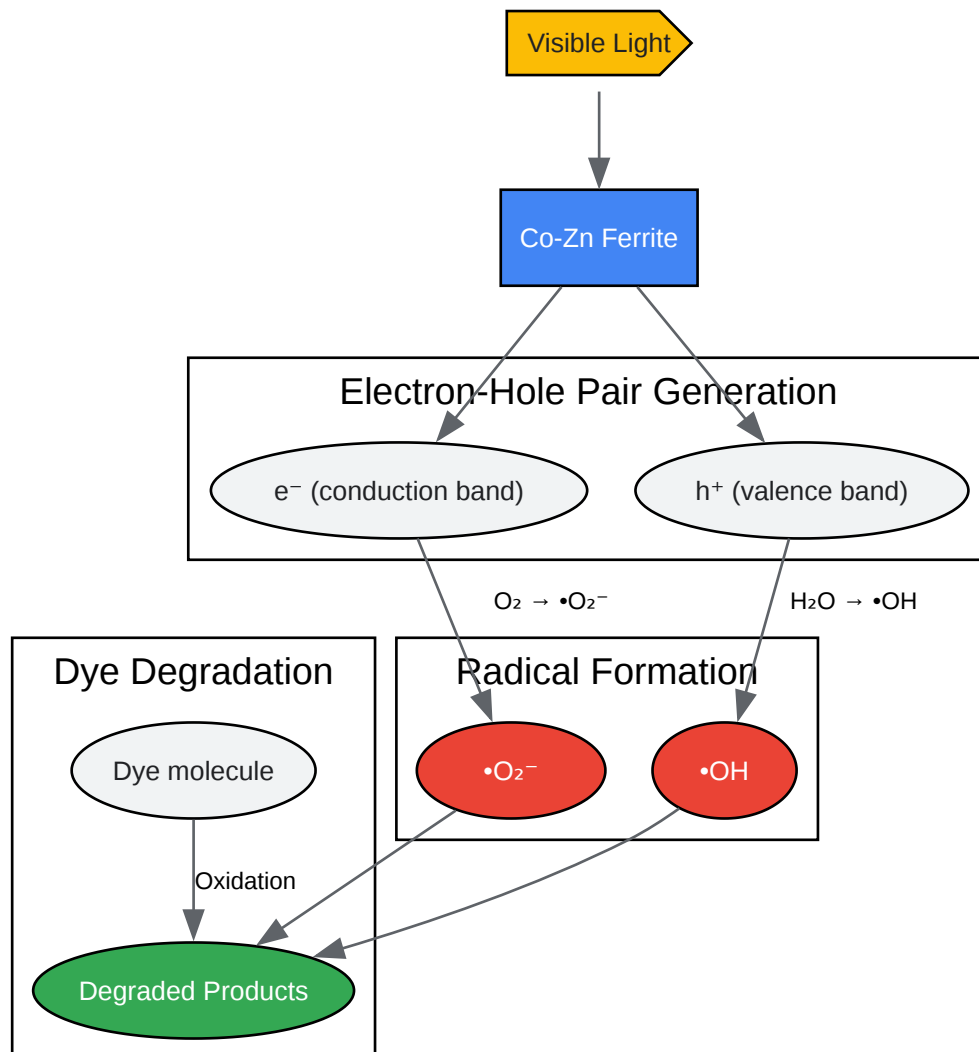 Visible Light
Co-Zn Ferrite
Electron-Hole Pair Generation
e⁻ (conduction band)
h⁺ (valence band)
O₂ → •O₂⁻
H₂O → •OH
Dye Degradation
Radical Formation
Dye molecule
•O₂⁻
•OH
Oxidation
Degraded Products